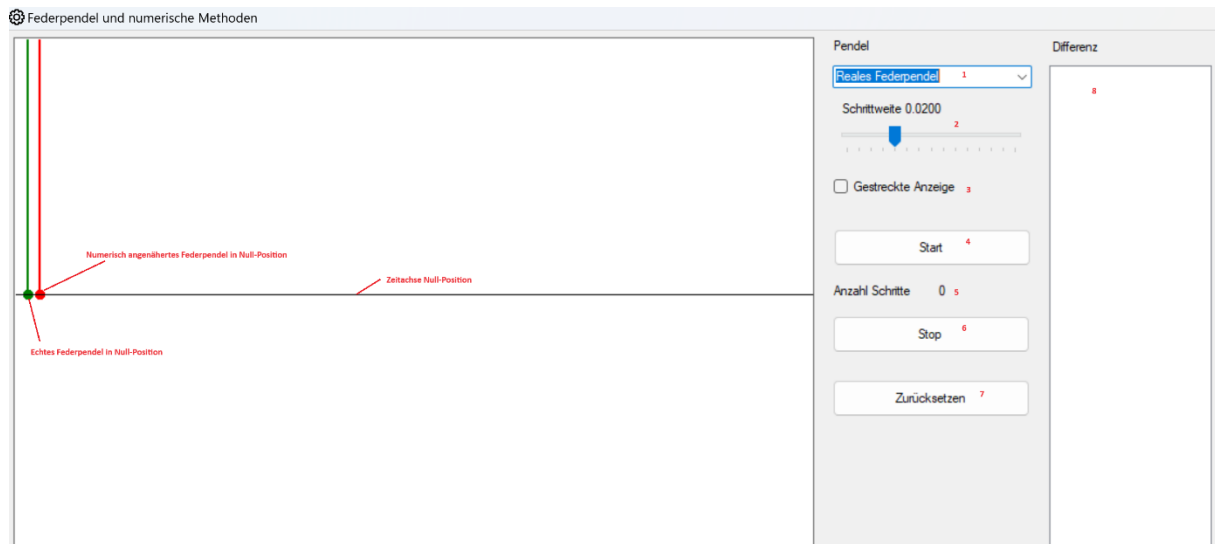 Federpendel und numerische Methoden
Pendel
Differenz
Reales Federpendel 1
8
Schrittweite 0.0200
2
Gestreckte Anzeige 3
Start 4
Numerisch angenähertes Federpendel in Null-Position
Zeitachse Null-Position
Anzahl Schritte 0 5
Stop 6
Echtes Federpendel in Null-Position
Zurücksetzen 7